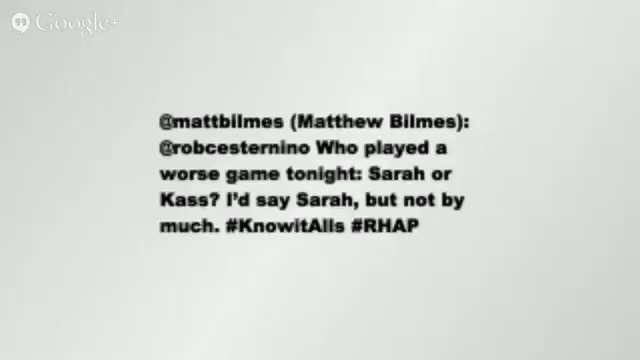 Google+
@mattbilmes (Matthew Bilmes):
@robcesternino Who played a
worse game tonight: Sarah or
Kass? I'd say Sarah, but not by
much. #KnowitAlls #RHAP